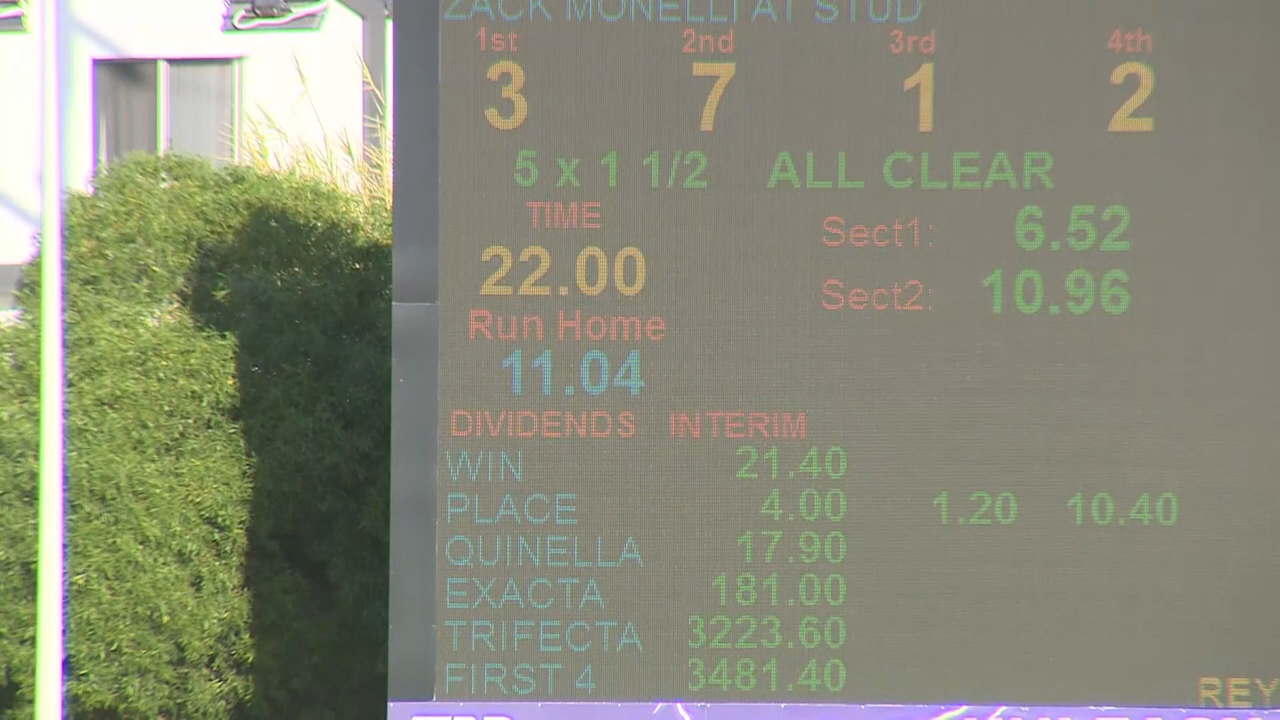 ZACK MONELLI AT STUD
1st 2nd 3rd 4th
3 7 1 2
5 x 1 1/2 ALL CLEAR
TIME
22.00
Sect1: 6.52
Sect2: 10.96
Run Home
11.04
DIVIDENDS INTERIM
WIN 21.40
PLACE 4.00 1.20 10.40
QUINELLA 17.90
EXACTA 181.00
TRIFECTA 3223.60
FIRST 4 3481.40
REY